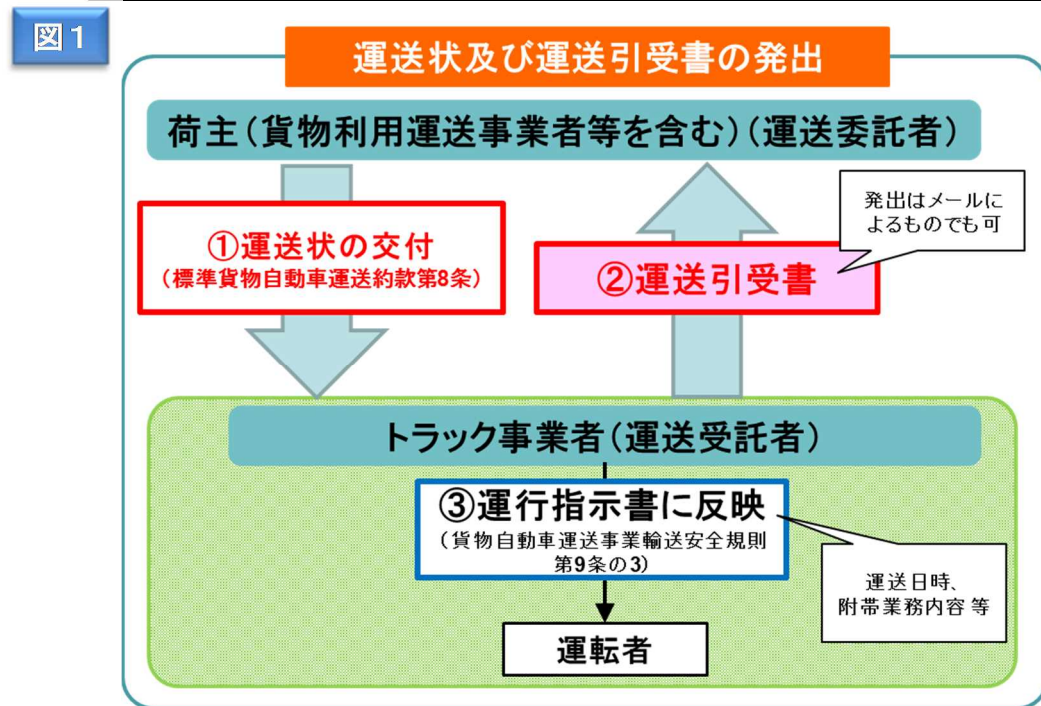 図1
運送状及び運送引受書の発出
荷主(貨物利用運送事業者等を含む)(運送委託者)
発出はメールに
よるものでも可
①運送状の交付
(標準貨物自動車運送約款第8条)
②運送引受書
トラック事業者(運送受託者)
③運行指示書に反映
(貨物自動車運送事業輸送安全規則
第9条の3)
運送日時、
附帯業務内容 等
運転者